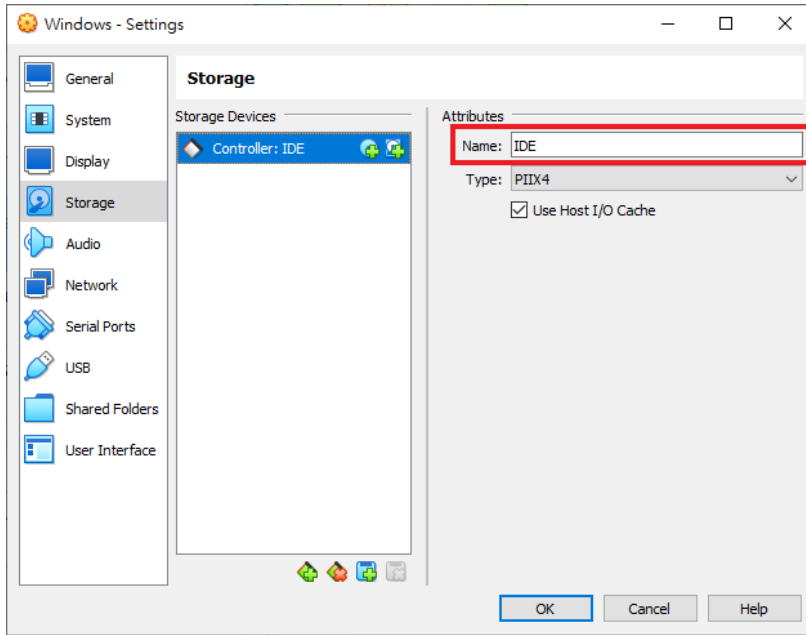 Windows - Settings
General
System
Display
Storage
Audio
Network
Serial Ports
USB
Shared Folders
User Interface
Storage
Storage Devices
Controller: IDE
Attributes
Name: IDE
Type: PIIX4
Use Host I/O Cache
OK Cancel Help